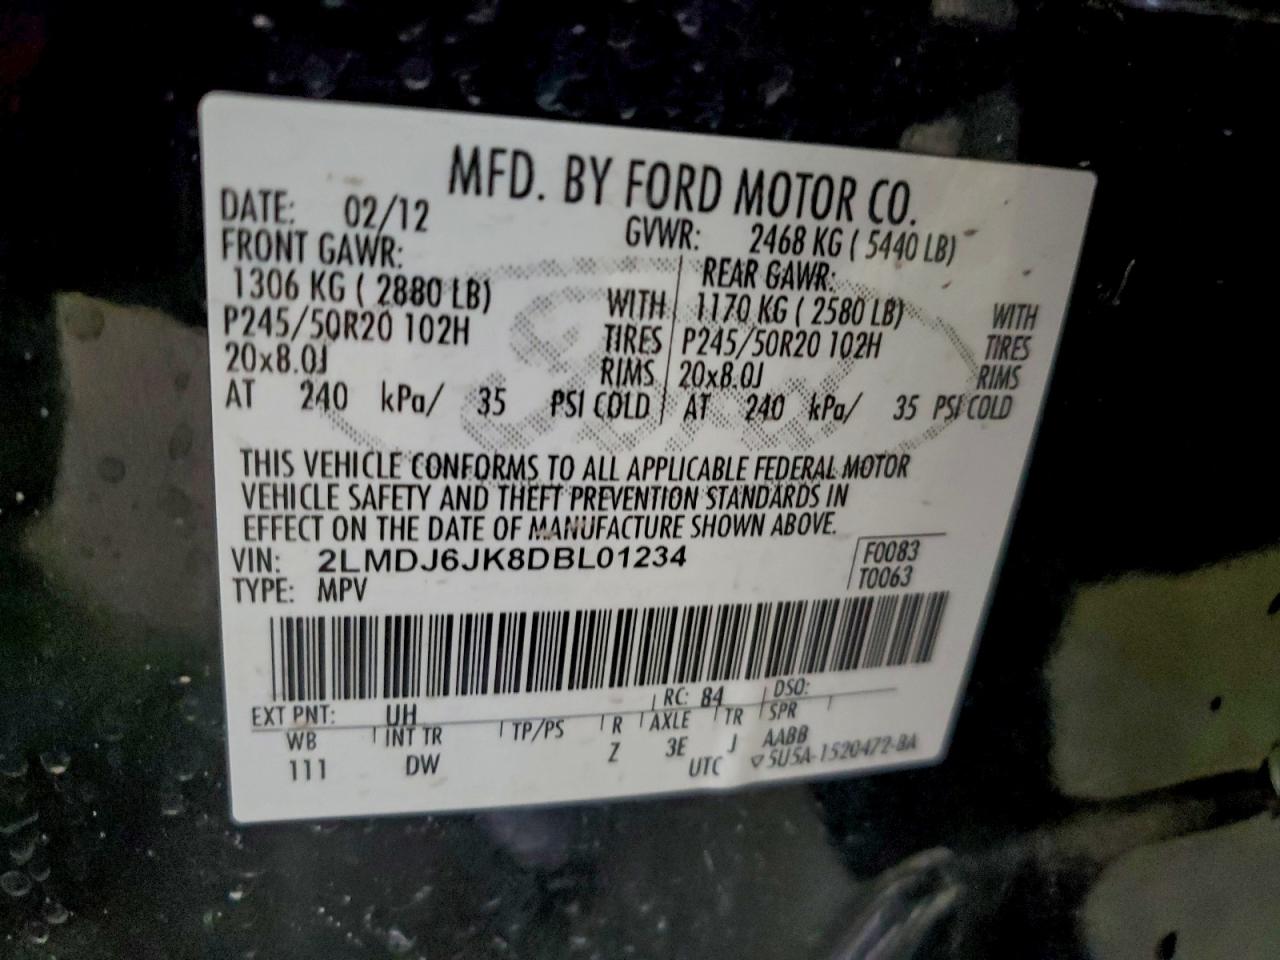 MFD. BY FORD MOTOR CO.
DATE: 02/12 GVWR: 2468 KG ( 5440 LB)
FRONT GAWR: REAR GAWR:
1306 KG ( 2880 LB) WITH 1170 KG ( 2580 LB) WITH
P245/50R20 102H TIRES P245/50R20 102H TIRES
20x8.0J RIMS 20x8.0J RIMS
AT 240 kPa/ 35 PSI COLD AT 240 kPa/ 35 PSI COLD
THIS VEHICLE CONFORMS TO ALL APPLICABLE FEDERAL MOTOR
VEHICLE SAFETY AND THEFT PREVENTION STANDARDS IN
EFFECT ON THE DATE OF MANUFACTURE SHOWN ABOVE.
VIN: 2LMDJ6JK8DBL01234 F0083
TYPE: MPV T0063
EXT PNT: UH RC: 84 DSO:
WB INT TR TP/PS R AXLE TR SPR
111 DW Z 3E J AABB
UTC ▽5U5A-1520472-BA